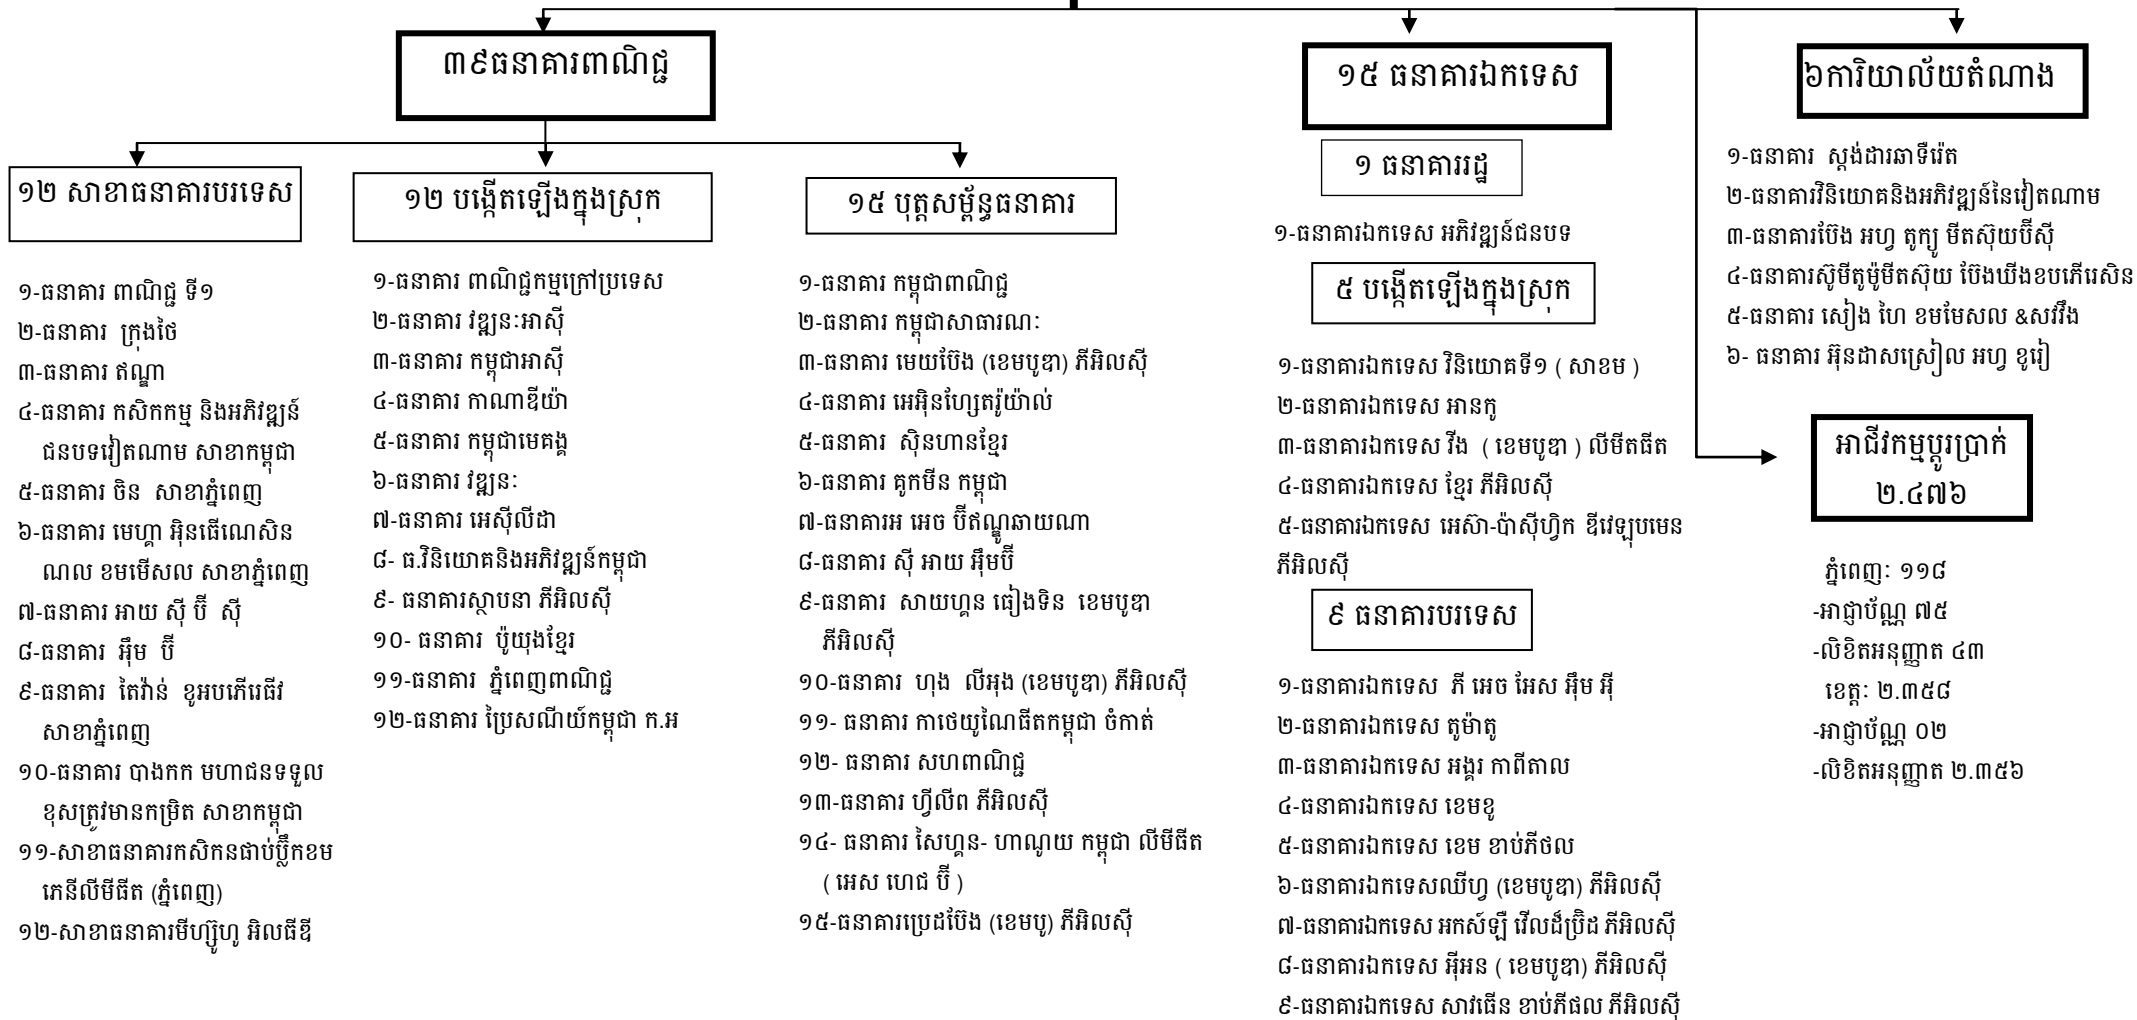 ៣៩ធនាគារពាណិជ្ជ
១២ សាខាធនាគារបរទេស
១-ធនាគារ ពាណិជ្ជ ទី១
២-ធនាគារ ក្រុងថៃ
៣-ធនាគារ ឥណ្ឌា
៤-ធនាគារ កសិកកម្ម និងអភិវឌ្ឍន៍
ជនបទវៀតណាម សាខាកម្ពុជា
៥-ធនាគារ ចិន សាខាភ្នំពេញ
៦-ធនាគារ មេហ្គា អ៊ិនធើណេសិន
ណល ខមមើសល សាខាភ្នំពេញ
៧-ធនាគារ អាយ ស៊ី ប៊ី ស៊ី
៨-ធនាគារ អ៊ឹម ប៊ី
៩-ធនាគារ តៃវ៉ាន់ ខូអបភើរេធីវ
សាខាភ្នំពេញ
១០-ធនាគារ បាងកក មហាជនទទួល
ខុសត្រូវមានកម្រិត សាខាកម្ពុជា
១១-សាខាធនាគារកសិកនផាប់ប្ល៊ឹកខម
ភេនីលីមីធីត (ភ្នំពេញ)
១២-សាខាធនាគារមីហ្ស៊ូហូ អិលធីឌី
១២ បង្កើតឡើងក្នុងស្រុក
១-ធនាគារ ពាណិជ្ជកម្មក្រៅប្រទេស
២-ធនាគារ វឌ្ឍនៈអាស៊ី
៣-ធនាគារ កម្ពុជាអាស៊ី
៤-ធនាគារ កាណាឌីយ៉ា
៥-ធនាគារ កម្ពុជាមេគង្គ
៦-ធនាគារ វឌ្ឍនៈ
៧-ធនាគារ អេស៊ីលីដា
៨- ធ.វិនិយោគនិងអភិវឌ្ឍន៍កម្ពុជា
៩- ធនាគារស្ថាបនា ភីអិលស៊ី
១០- ធនាគារ ប៉ូយុងខ្មែរ
១១-ធនាគារ ភ្នំពេញពាណិជ្ជ
១២-ធនាគារ ប្រៃសណីយ៍កម្ពុជា ក.អ
១៥ បុត្តសម្ព័ន្ធធនាគារ
១-ធនាគារ កម្ពុជាពាណិជ្ជ
២-ធនាគារ កម្ពុជាសាធារណៈ
៣-ធនាគារ មេយប៊ែង (ខេមបូឌា) ភីអិលស៊ី
៤-ធនាគារ អេអ៊ិនហ្សែតរ៉ូយ៉ាល់
៥-ធនាគារ ស៊ិនហានខ្មែរ
៦-ធនាគារ គូកមីន កម្ពុជា
៧-ធនាគារអ អេច ប៊ីឥណ្ឌូឆាយណា
៨-ធនាគារ ស៊ី អាយ អ៊ឹមប៊ី
៩-ធនាគារ សាយហ្គន ធៀងទិន ខេមបូឌា
ភីអិលស៊ី
១០-ធនាគារ ហុង លីអុង (ខេមបូឌា) ភីអិលស៊ី
១១- ធនាគារ កាថេយូណៃធីតកម្ពុជា ចំកាត់
១២- ធនាគារ សហពាណិជ្ជ
១៣-ធនាគារ ហ្វីលីព ភីអិលស៊ី
១៤- ធនាគារ សៃហ្គន- ហាណូយ កម្ពុជា លីមីធីត
( អេស ហេជ ប៊ី )
១៥-ធនាគារប្រេដប៊ែង (ខេមបូ) ភីអិលស៊ី
១៥ ធនាគារឯកទេស
១ ធនាគាររដ្ឋ
១-ធនាគារឯកទេស អភិវឌ្ឍន៍ជនបទ
៥ បង្កើតឡើងក្នុងស្រុក
១-ធនាគារឯកទេស វិនិយោគទី១ ( សាខម )
២-ធនាគារឯកទេស អានកូ
៣-ធនាគារឯកទេស វីង ( ខេមបូឌា ) លីមីតធីត
៤-ធនាគារឯកទេស ខ្មែរ ភីអិលស៊ី
៥-ធនាគារឯកទេស អេស៊ា-ប៉ាស៊ីហ្វិក ឌីវេឡុបមេន
ភីអិលស៊ី
៩ ធនាគារបរទេស
១-ធនាគារឯកទេស ភី អេច អែស អ៊ឹម អ៊ី
២-ធនាគារឯកទេស តូម៉ាតូ
៣-ធនាគារឯកទេស អង្គរ កាពីតាល
៤-ធនាគារឯកទេស ខេមខូ
៥-ធនាគារឯកទេស ខេម ខាប់ភីថល
៦-ធនាគារឯកទេសឈីហ្វ (ខេមបូឌា) ភីអិលស៊ី
៧-ធនាគារឯកទេស អកស៍ឡឺ វើលដ៏ប្រ៊ិដ ភីអិលស៊ី
៨-ធនាគារឯកទេស អ៊ីអន ( ខេមបូឌា) ភីអិលស៊ី
៩-ធនាគារឯកទេស សាវធើន ខាប់ភីផល ភីអិលស៊ី
៦ការិយាល័យតំណាង
១-ធនាគារ ស្តង់ដារឆាទឺរ៉េត
២-ធនាគារវិនិយោគនិងអភិវឌ្ឍន៍នៃវៀតណាម
៣-ធនាគារប៊ែង អហ្វ តូក្យូ មីតស៊ុយប៊ីស៊ី
៤-ធនាគារស៊ូមីតូម៉ូមីតស៊ុយ ប៊ែងឃីងខបភើរេសិន
៥-ធនាគារ សៀង ហៃ ខមមែសល &សវវឹង
៦- ធនាគារ អ៊ុនដាសស្រៀល អហ្វ ខូរៀ
អាជីវកម្មប្តូរប្រាក់
២.៤៧៦
ភ្នំពេញៈ ១១៨
-អាជ្ញាប័ណ្ណ ៧៥
-លិខិតអនុញ្ញាត ៤៣
ខេត្តៈ ២.៣៥៨
-អាជ្ញាប័ណ្ណ ០២
-លិខិតអនុញ្ញាត ២.៣៥៦